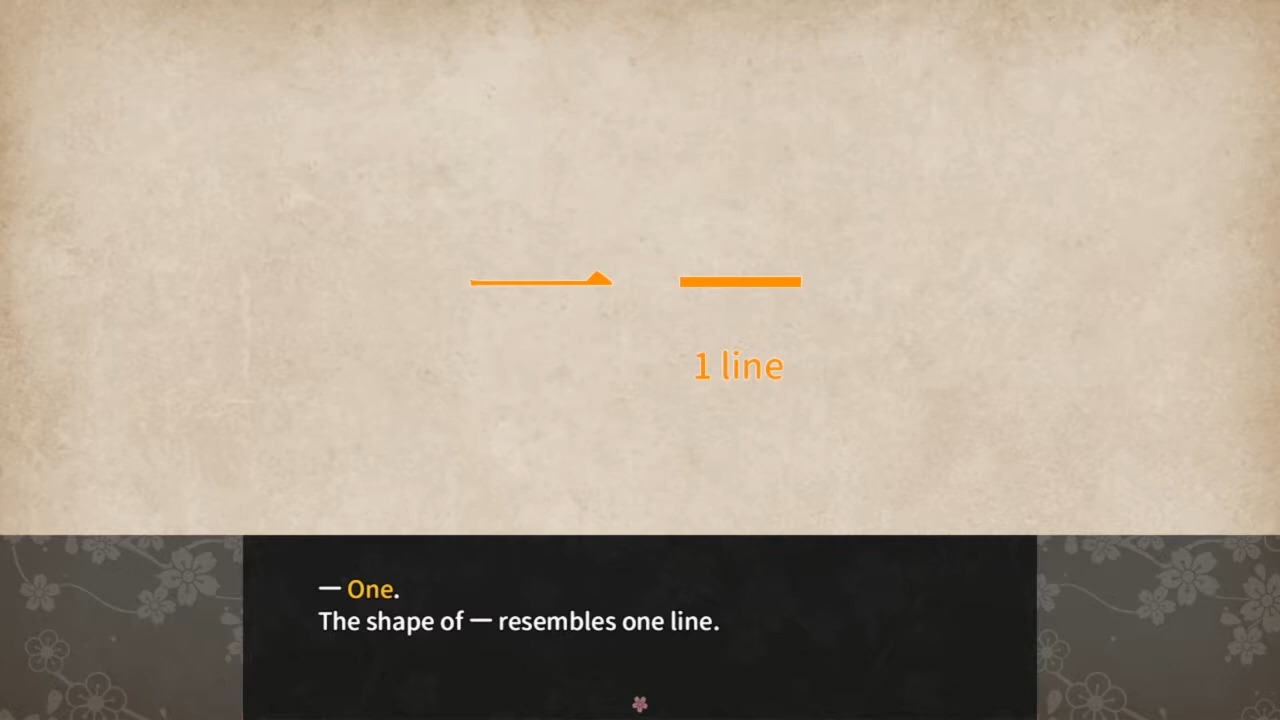 一
1 line
一 One.
The shape of 一 resembles one line.